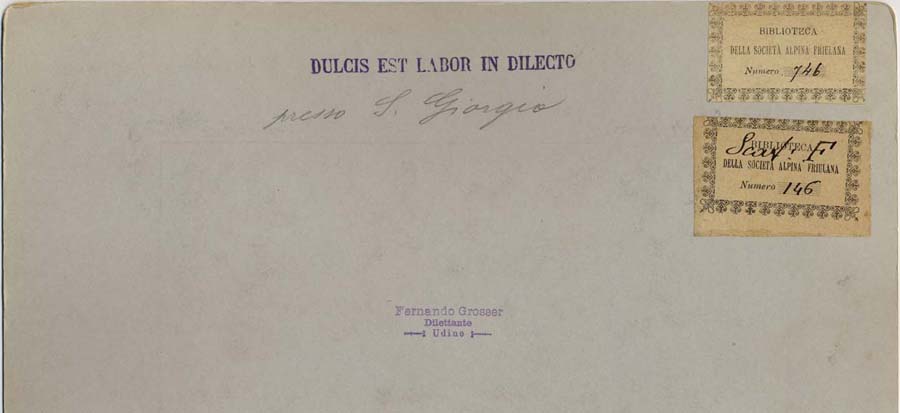 DULCIS EST LABOR IN DILECTO
presso S. Giorgio
BIBLIOTECA
DELLA SOCIETÀ ALPINA FRIULANA
Numero 746
BIBLIOTECA
Scaf. F
DELLA SOCIETÀ ALPINA FRIULANA
Numero 146
Fernando Grosser
Dilettante
Udine